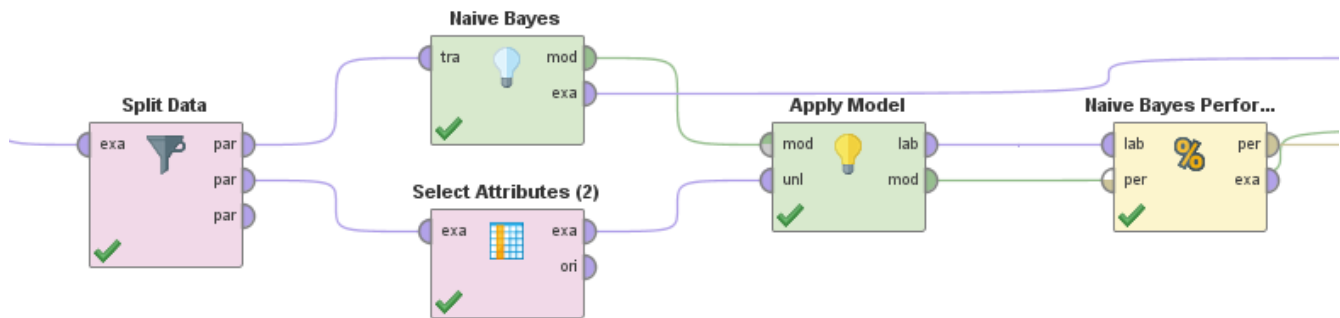 Naive Bayes
tra mod
exa
Split Data
exa par
par
par
Select Attributes (2)
exa exa
ori
Apply Model
mod lab
unl mod
Naive Bayes Perfor...
lab per
per exa
%